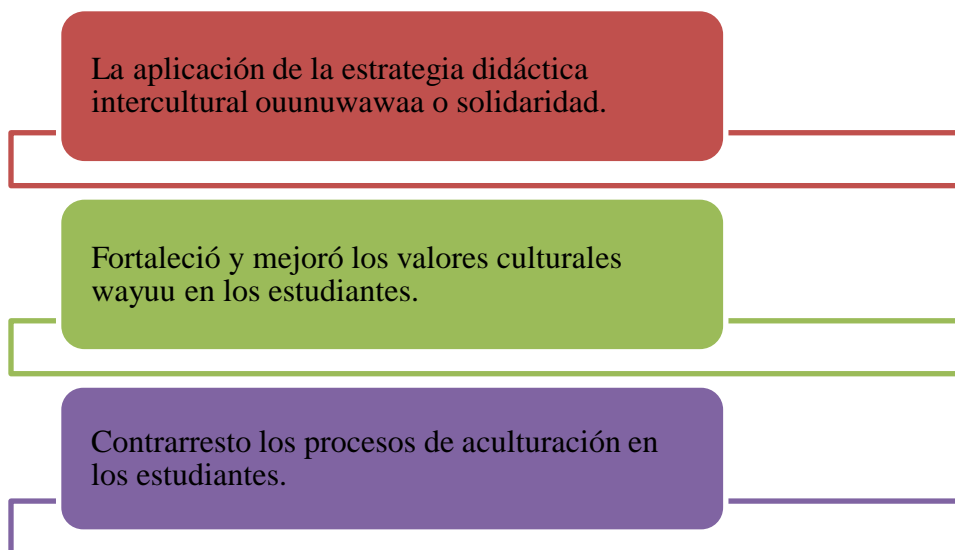 La aplicación de la estrategia didáctica
intercultural ouunuwawaa o solidaridad.
Fortaleció y mejoró los valores culturales
wayuu en los estudiantes.
Contrarresto los procesos de aculturación en
los estudiantes.